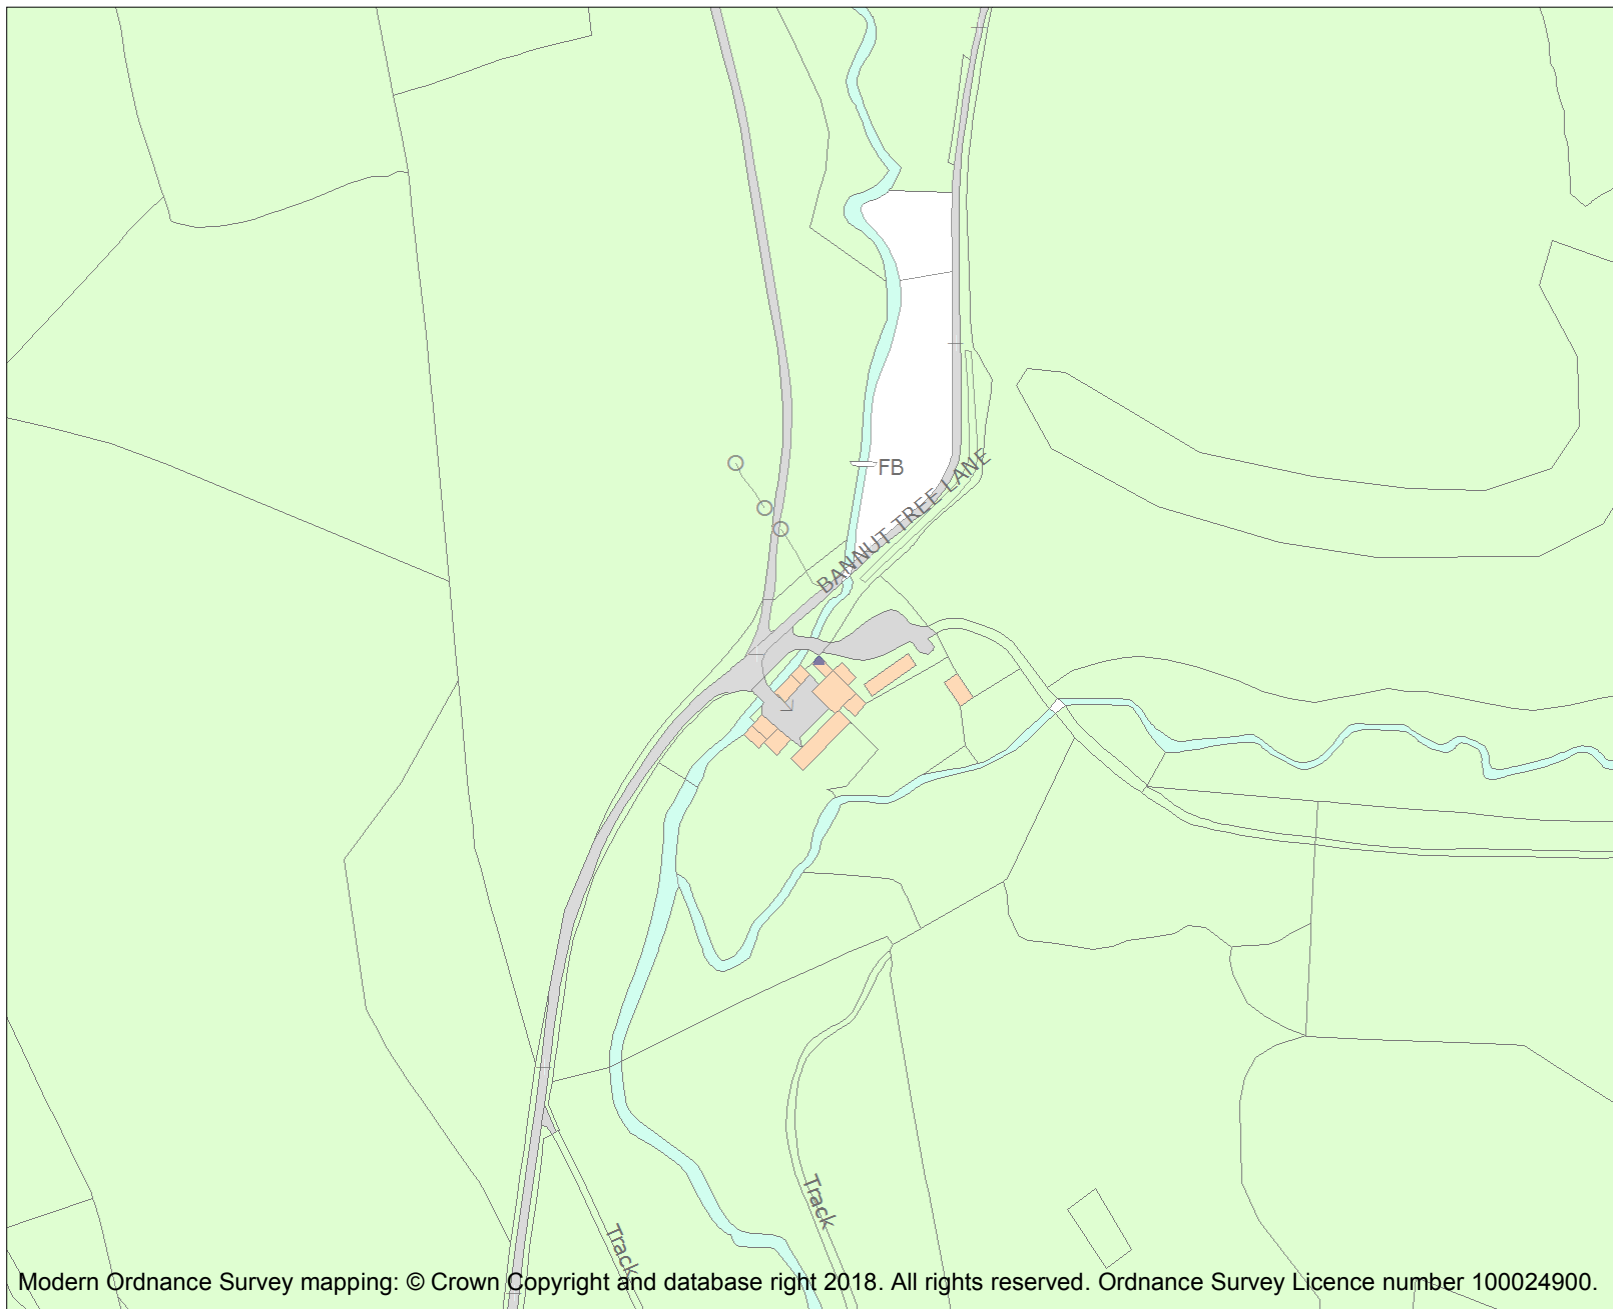 FB
BANNUT TREE LANE
Track
Track
Modern Ordnance Survey mapping: © Crown Copyright and database right 2018. All rights reserved. Ordnance Survey Licence number 100024900.